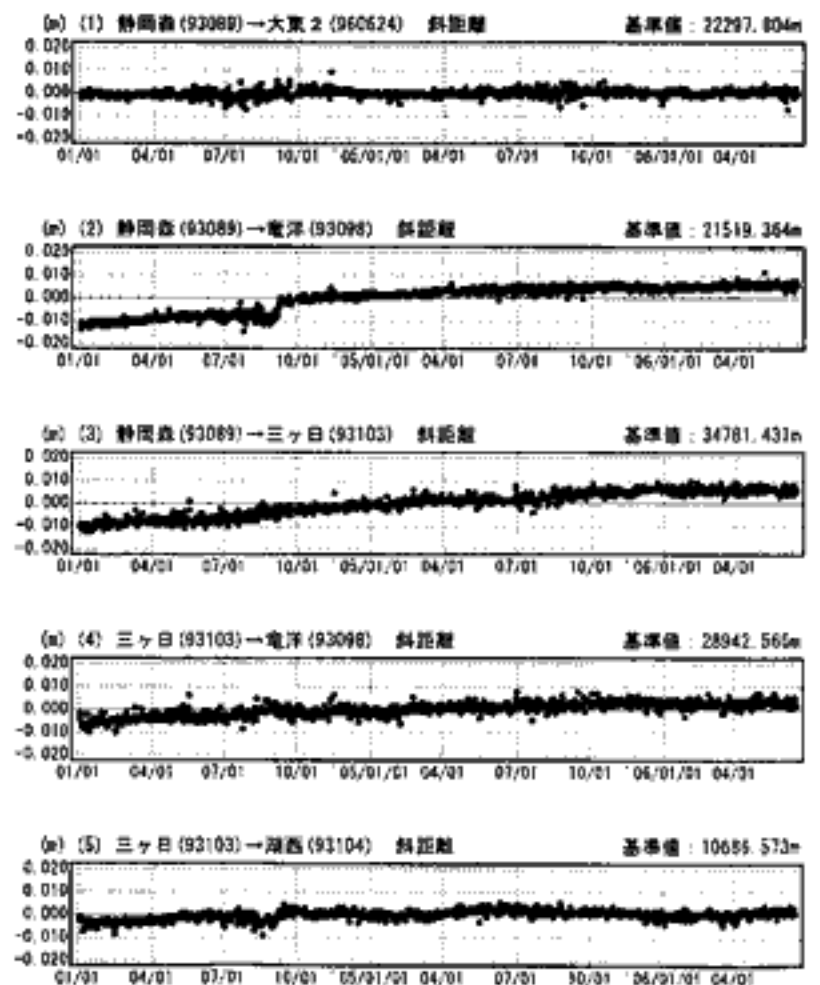 (m) (1) 静岡森(93089)→大東2(960624) 斜距離 基準値:22297.804m
0.020
0.010
0.000
-0.010
-0.020
01/01 04/01 07/01 10/01 05/01/01 04/01 07/01 10/01 06/01/01 04/01
(m) (2) 静岡森(93089)→竜洋(93098) 斜距離 基準値:21519.364m
0.020
0.010
0.000
-0.010
-0.020
01/01 04/01 07/01 10/01 05/01/01 04/01 07/01 10/01 06/01/01 04/01
(m) (3) 静岡森(93089)→三ヶ日(93103) 斜距離 基準値:34781.431m
0.020
0.010
0.000
-0.010
-0.020
01/01 04/01 07/01 10/01 05/01/01 04/01 07/01 10/01 06/01/01 04/01
(m) (4) 三ヶ日(93103)→竜洋(93098) 斜距離 基準値:28942.565m
0.020
0.010
0.000
-0.010
-0.020
01/01 04/01 07/01 10/01 05/01/01 04/01 07/01 10/01 06/01/01 04/01
(m) (5) 三ヶ日(93103)→湖西(93104) 斜距離 基準値:10686.573m
0.020
0.010
0.000
-0.010
-0.020
01/01 04/01 07/01 10/01 05/01/01 04/01 07/01 10/01 06/01/01 04/01